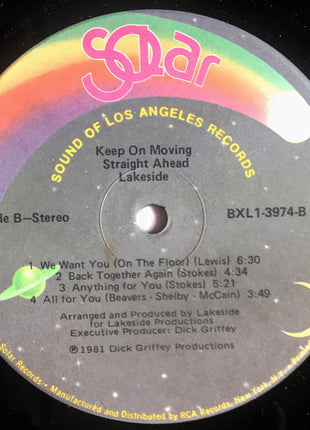 Solar
SOUND OF LOS ANGELES RECORDS
Keep On Moving
Straight Ahead
Lakeside
de B—Stereo
BXL1-3974-B
1 We Want You (On The Floor) (Lewis) 6:30
2 Back Together Again (Stokes) 4:34
3 Anything for You (Stokes) 5:21
4 All for You (Beavers - Shelby - McCain) 3:49
Arranged and Produced by Lakeside
for Lakeside Productions
Executive Producer: Dick Griffey
℗ 1981 Dick Griffey Productions
Solar Records • Manufactured and Distributed by RCA Records, New York, N.Y. •